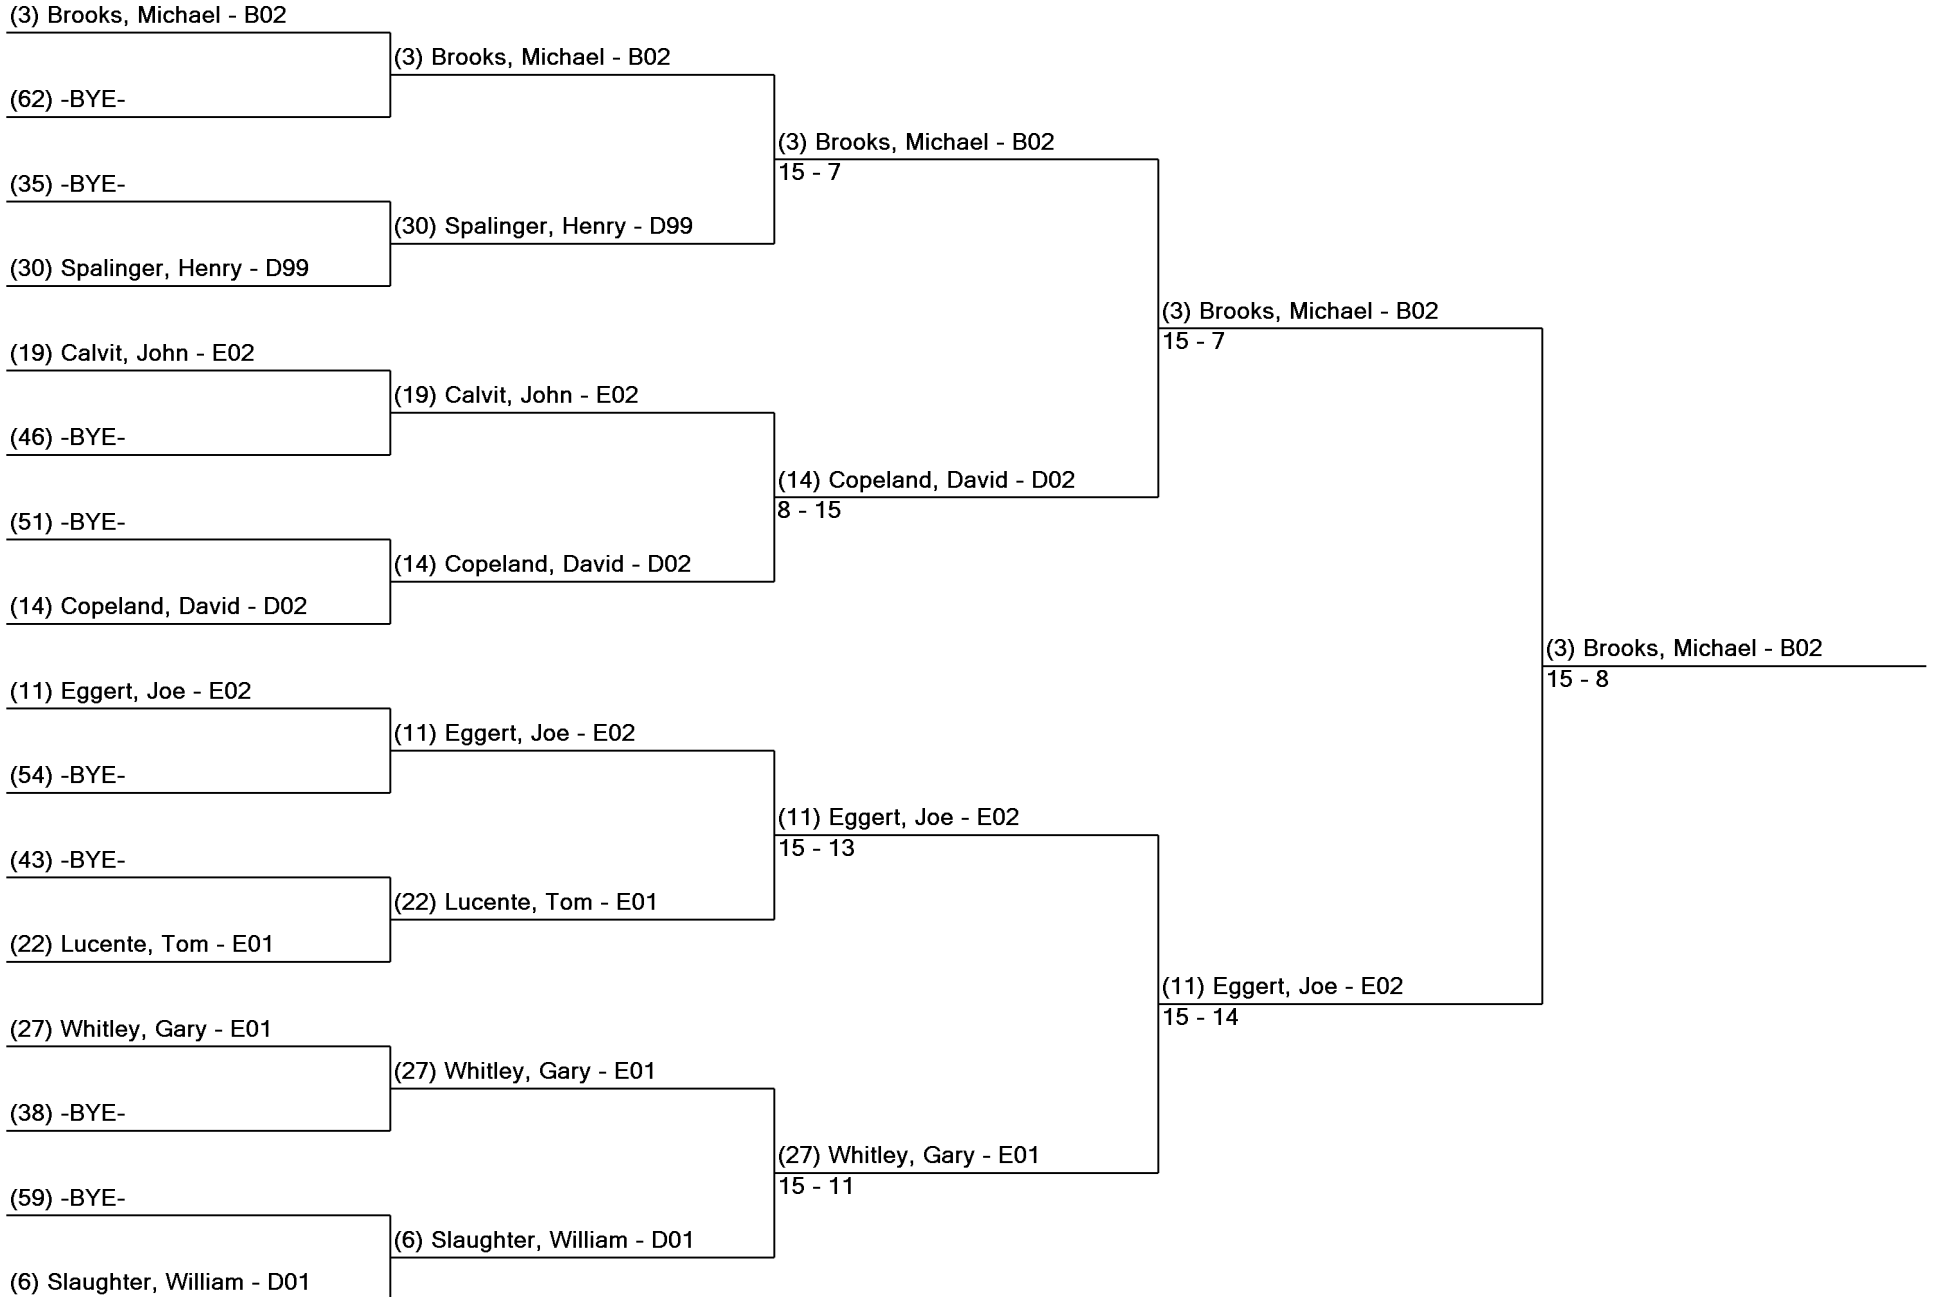 (3) Brooks, Michael - B02
(62) -BYE-
(35) -BYE-
(30) Spalinger, Henry - D99
(19) Calvit, John - E02
(46) -BYE-
(51) -BYE-
(14) Copeland, David - D02
(11) Eggert, Joe - E02
(54) -BYE-
(43) -BYE-
(22) Lucente, Tom - E01
(27) Whitley, Gary - E01
(38) -BYE-
(59) -BYE-
(6) Slaughter, William - D01
(3) Brooks, Michael - B02
(30) Spalinger, Henry - D99
(19) Calvit, John - E02
(14) Copeland, David - D02
(11) Eggert, Joe - E02
(22) Lucente, Tom - E01
(27) Whitley, Gary - E01
(6) Slaughter, William - D01
(3) Brooks, Michael - B02
15 - 7
(14) Copeland, David - D02
8 - 15
(11) Eggert, Joe - E02
15 - 13
(27) Whitley, Gary - E01
15 - 11
(3) Brooks, Michael - B02
15 - 7
(11) Eggert, Joe - E02
15 - 14
(3) Brooks, Michael - B02
15 - 8